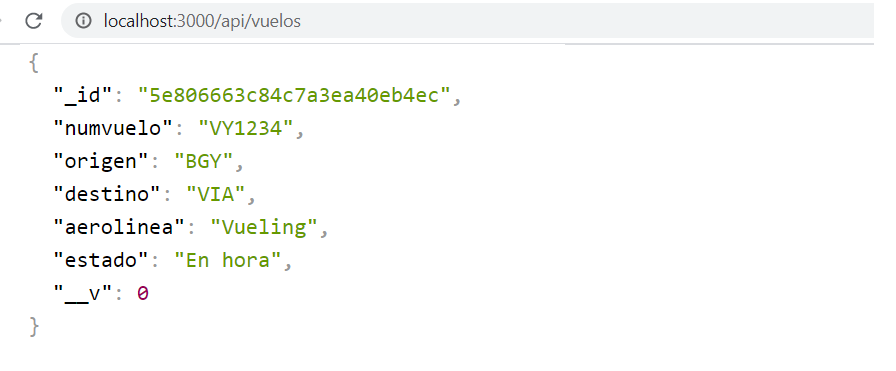 localhost:3000/api/vuelos
{
"_id": "5e806663c84c7a3ea40eb4ec",
"numvuelo": "VY1234",
"origen": "BGY",
"destino": "VIA",
"aerolinea": "Vueling",
"estado": "En hora",
"__v": 0
}